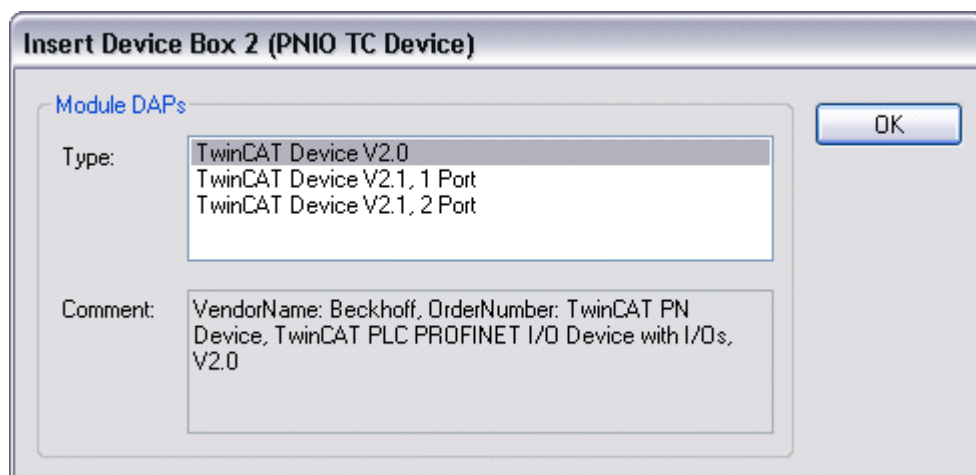 Insert Device Box 2 (PNIO TC Device)
Module DAPs
OK
Type:
TwinCAT Device V2.0
TwinCAT Device V2.1, 1 Port
TwinCAT Device V2.1, 2 Port
Comment:
VendorName: Beckhoff, OrderNumber: TwinCAT PN
Device, TwinCAT PLC PROFINET I/O Device with I/Os,
V2.0